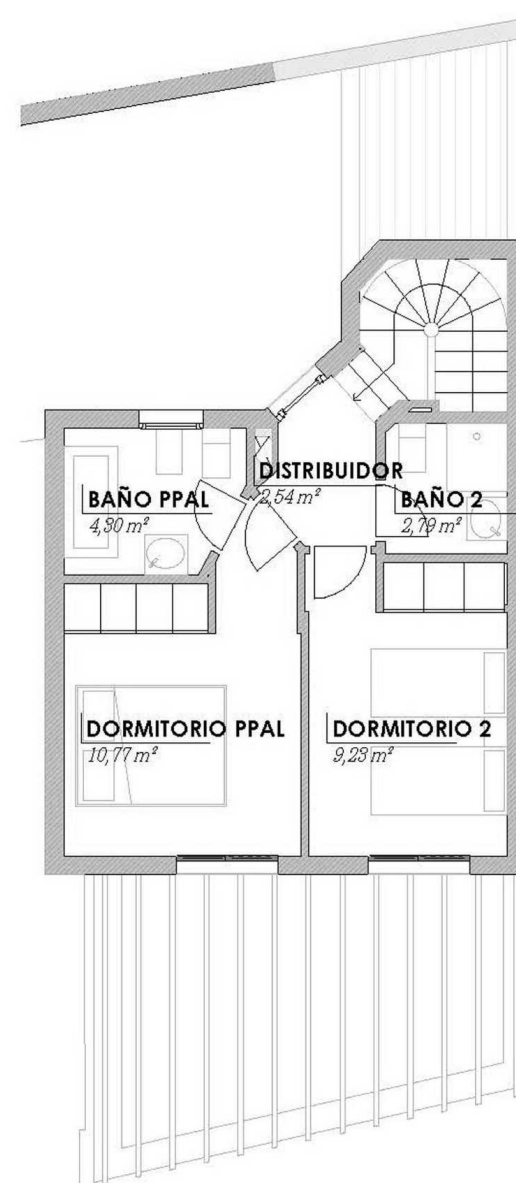 DISTRIBUIDOR
2,54 m²
BAÑO PPAL
4,30 m²
BAÑO 2
2,79 m²
DORMITORIO PPAL
10,77 m²
DORMITORIO 2
9,23 m²